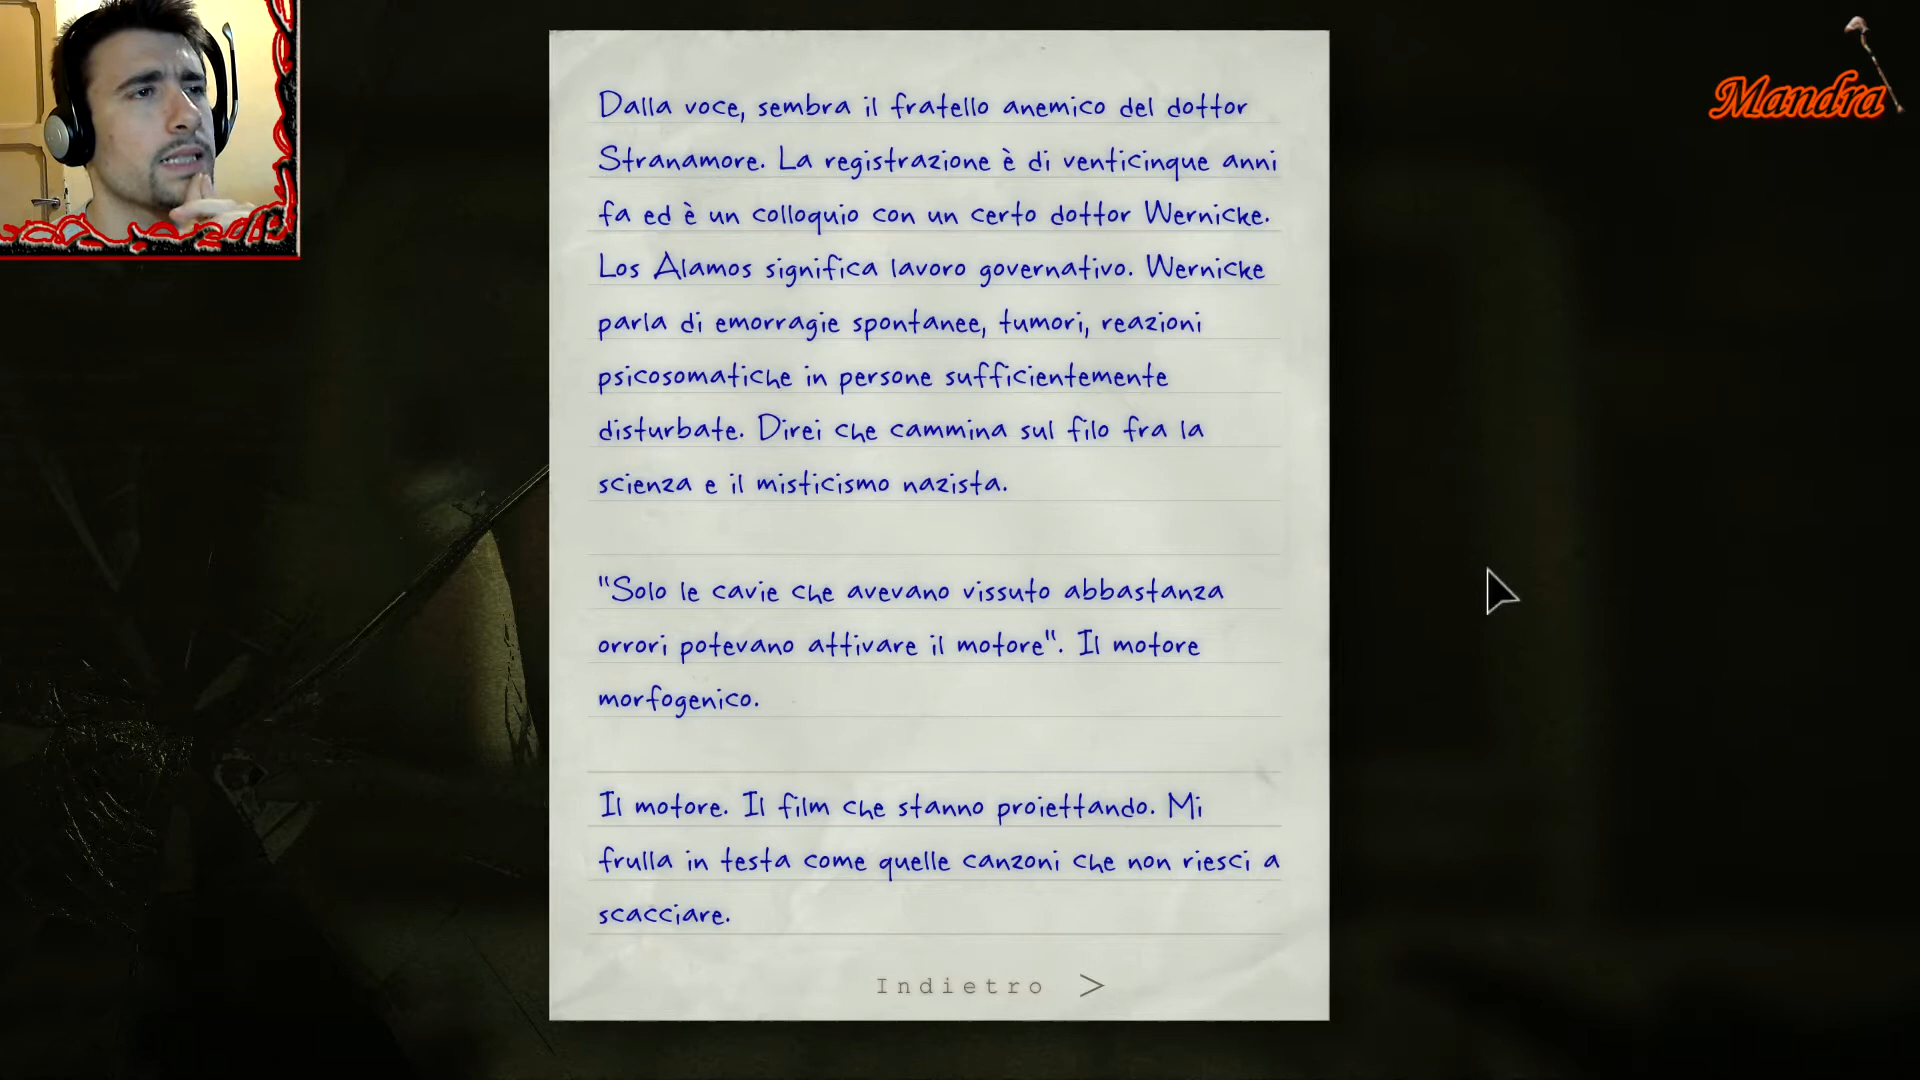 Mandra
Dalla voce, sembra il fratello anemico del dottor
Stranamore. La registrazione è di venticinque anni
fa ed è un colloquio con un certo dottor Wernicke.
Los Alamos significa lavoro governativo. Wernicke
parla di emorragie spontanee, tumori, reazioni
psicosomatiche in persone sufficientemente
disturbate. Direi che cammina sul filo fra la
scienza e il misticismo nazista.
"Solo le cavie che avevano vissuto abbastanza
orrori potevano attivare il motore". Il motore
morfogenico.
Il motore. Il film che stanno proiettando. Mi
frulla in testa come quelle canzoni che non riesci a
scacciare.
Indietro >